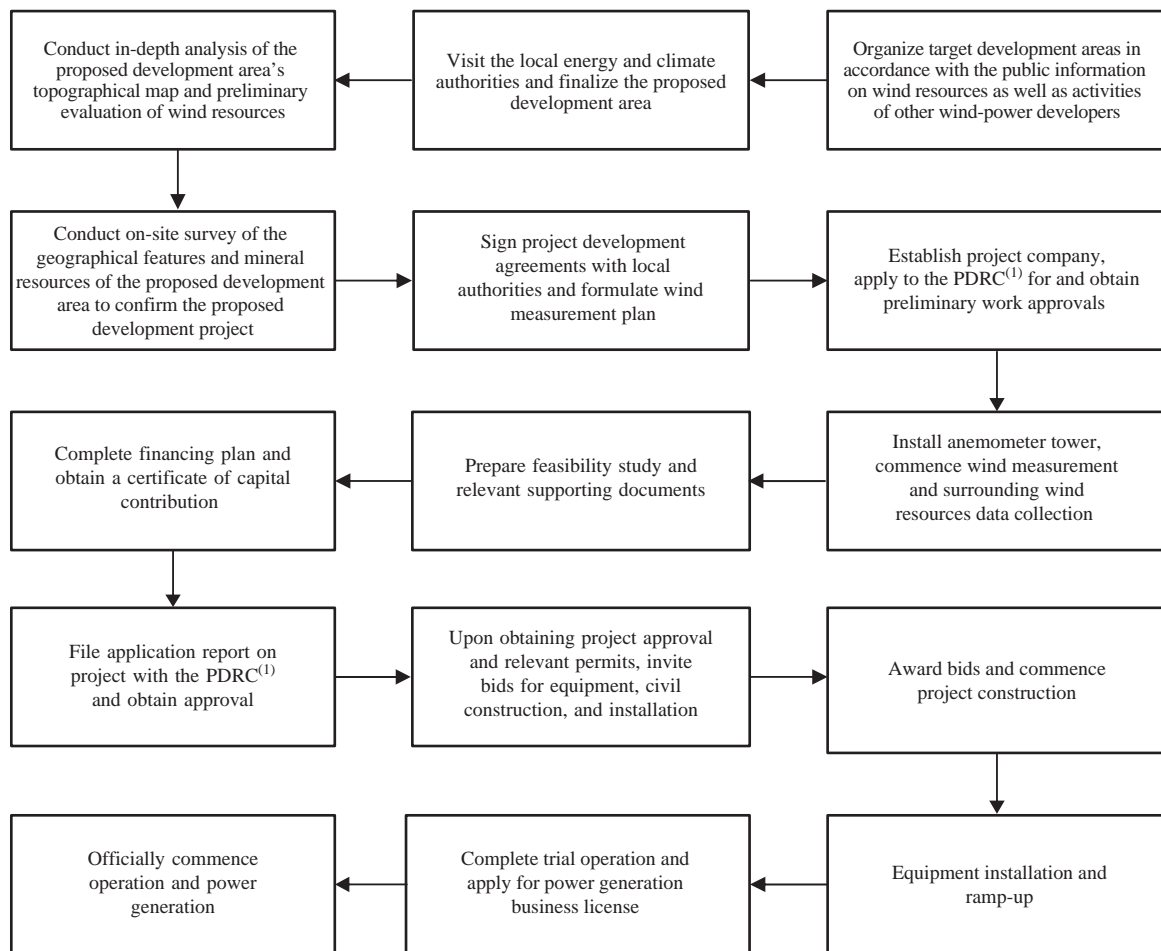 Organize target development areas in
accordance with the public information
on wind resources as well as activities
of other wind-power developers
Visit the local energy and climate
authorities and finalize the proposed
development area
Conduct in-depth analysis of the
proposed development area's
topographical map and preliminary
evaluation of wind resources
Conduct on-site survey of the
geographical features and mineral
resources of the proposed development
area to confirm the proposed
development project
Sign project development
agreements with local
authorities and formulate wind
measurement plan
Establish project company,
apply to the PDRC(1) for and obtain
preliminary work approvals
Install anemometer tower,
commence wind measurement
and surrounding wind
resources data collection
Prepare feasibility study and
relevant supporting documents
Complete financing plan and
obtain a certificate of capital
contribution
File application report on
project with the PDRC(1)
and obtain approval
Upon obtaining project approval
and relevant permits, invite
bids for equipment, civil
construction, and installation
Award bids and commence
project construction
Equipment installation and
ramp-up
Complete trial operation and
apply for power generation
business license
Officially commence
operation and power
generation